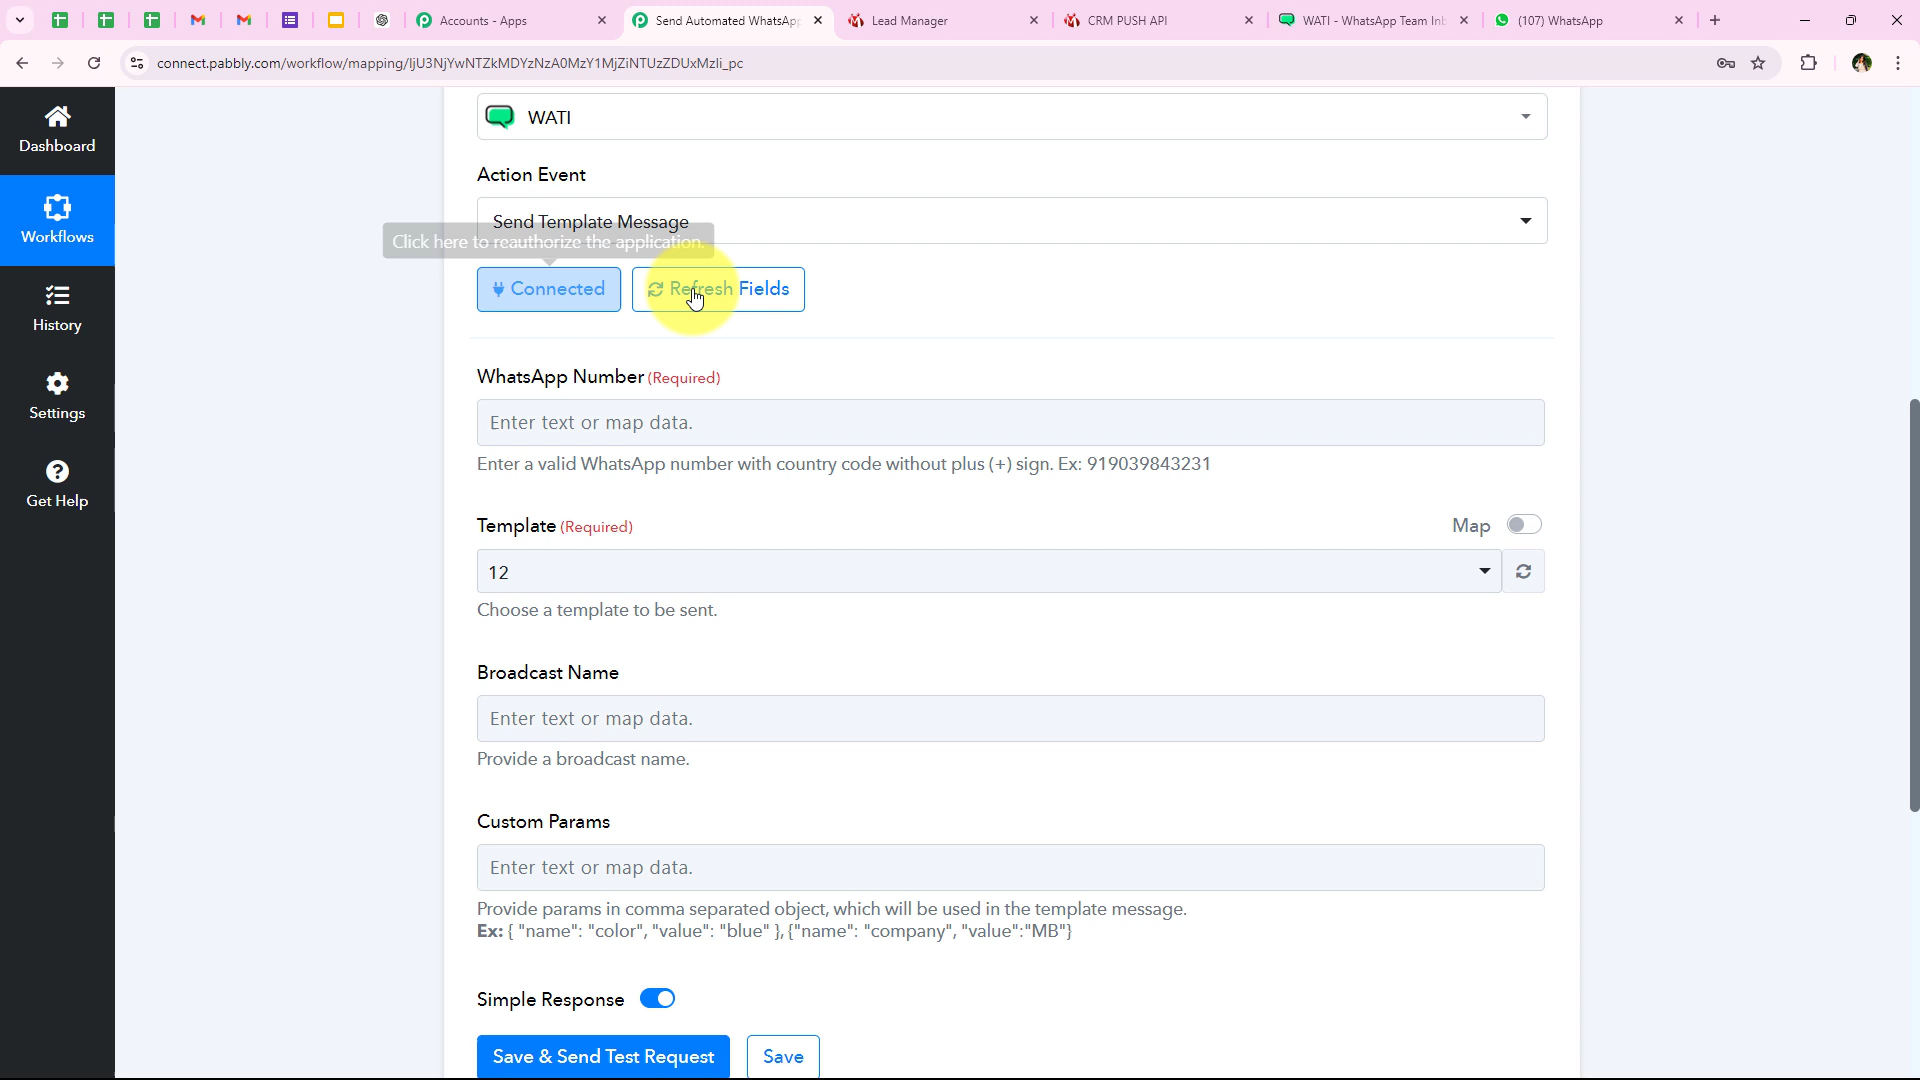 Accounts - Apps
Send Automated WhatsApp
Lead Manager
CRM PUSH API
WATI - WhatsApp Team Inb
(107) WhatsApp
connect.pabbly.com/workflow/mapping/IjU3NjYwNTZkMDYzNzA0MzY1MjZiNTUzZDUxMzIi_pc
Dashboard
Workflows
History
Settings
Get Help
WATI
Action Event
Send Template Message
Click here to reauthorize the application.
Connected
Refresh Fields
WhatsApp Number (Required)
Enter text or map data.
Enter a valid WhatsApp number with country code without plus (+) sign. Ex: 919039843231
Template (Required)
Map
12
Choose a template to be sent.
Broadcast Name
Enter text or map data.
Provide a broadcast name.
Custom Params
Enter text or map data.
Provide params in comma separated object, which will be used in the template message.
Ex: { "name": "color", "value": "blue" }, {"name": "company", "value":"MB"}
Simple Response
Save & Send Test Request
Save